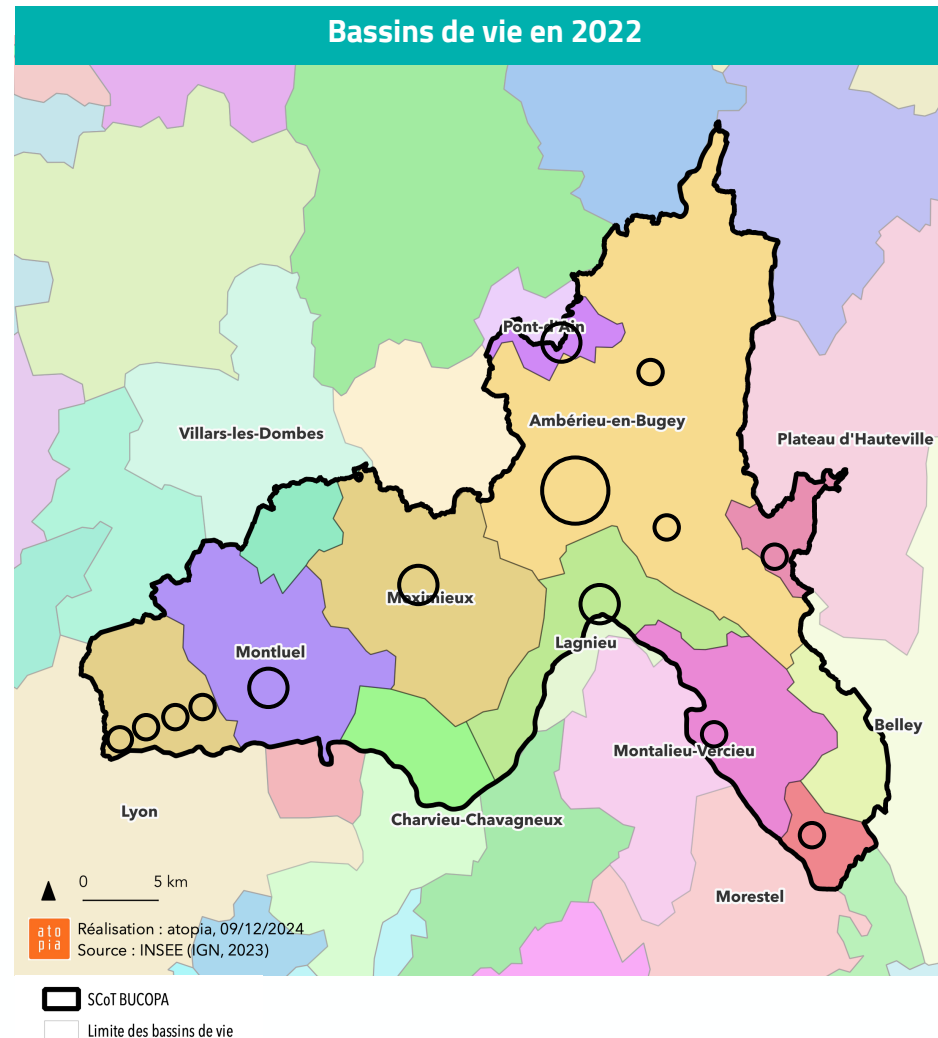 Bassins de vie en 2022
Pont-d'Ain
Ambérieu-en-Bugey
Villars-les-Dombes
Plateau d'Hauteville
Meximieux
Lagnieu
Montluel
Belley
Montalieu-Vercieu
Lyon
Charvieu-Chavagneux
Morestel
0 5 km
ato
pia
Réalisation : atopia, 09/12/2024
Source : INSEE (IGN, 2023)
SCoT BUCOPA
Limite des bassins de vie